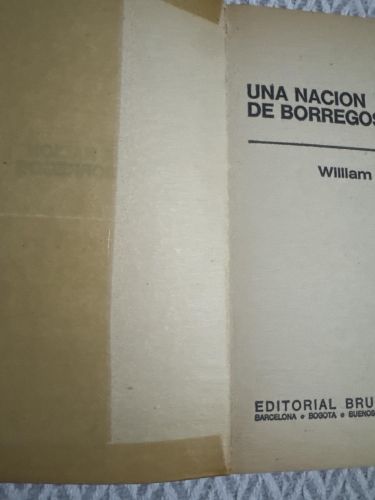 UNA NACION
DE BORREGOS
William
EDITORIAL BRU
BARCELONA • BOGOTA • BUENOS